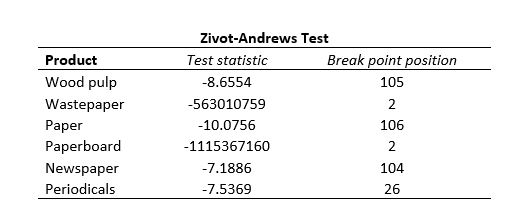 Zivot-Andrews Test
Product Test statistic Break point position
Wood pulp -8.6554 105
Wastepaper -563010759 2
Paper -10.0756 106
Paperboard -1115367160 2
Newspaper -7.1886 104
Periodicals -7.5369 26